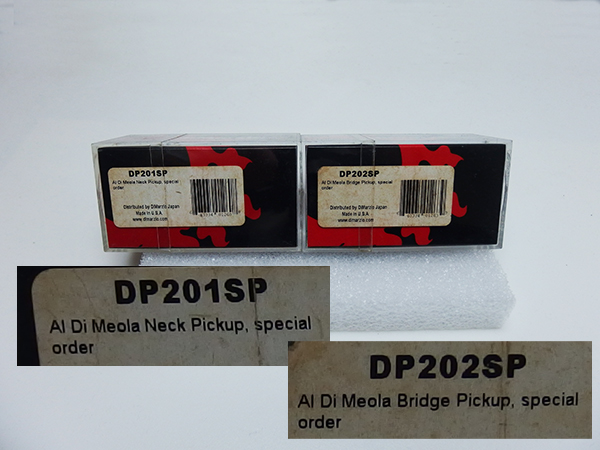 DP201SP
Al Di Meola Neck Pickup, special
order
Distributed by DiMarzio Japan
Made in U.S.A
www.dimarzio.com
DP202SP
Al Di Meola Bridge Pickup, special
order
Distributed by DiMarzio Japan
Made in U.S.A
www.dimarzio.com
DP201SP
Al Di Meola Neck Pickup, special
order
DP202SP
Al Di Meola Bridge Pickup, special
order